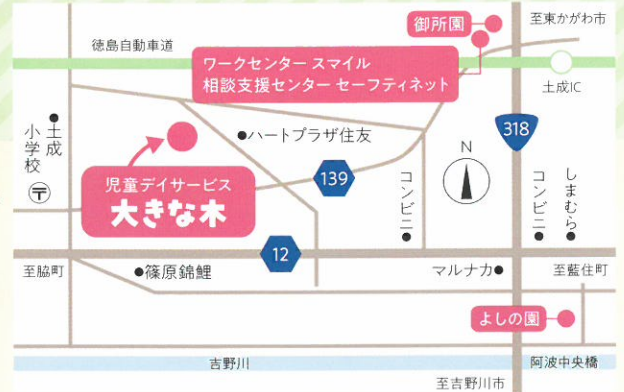 御所園
至東かがわ市
徳島自動車道
ワークセンター スマイル
相談支援センター セーフティネット
土成IC
土成
小学校
〒
ハートプラザ住友
318
N
児童デイサービス
大きな木
139
コンビニ
コンビニ
しまむら
12
至脇町
篠原錦鯉
マルナカ
至藍住町
よしの園
吉野川
阿波中央橋
至吉野川市